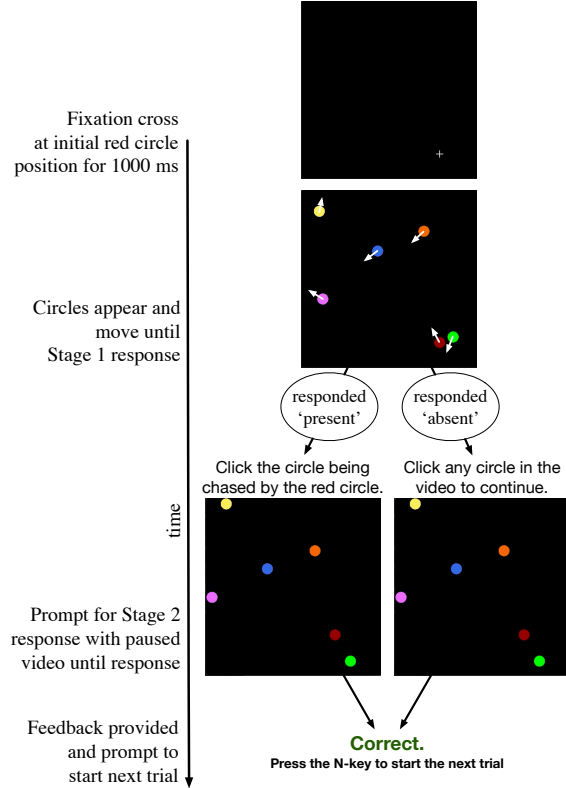 Fixation cross
at initial red circle
position for 1000 ms
Circles appear and
move until
Stage 1 response
responded
‘present’
responded
‘absent’
Click the circle being
chased by the red circle.
Click any circle in the
video to continue.
time
Prompt for Stage 2
response with paused
video until response
Feedback provided
and prompt to
start next trial
Correct.
Press the N-key to start the next trial